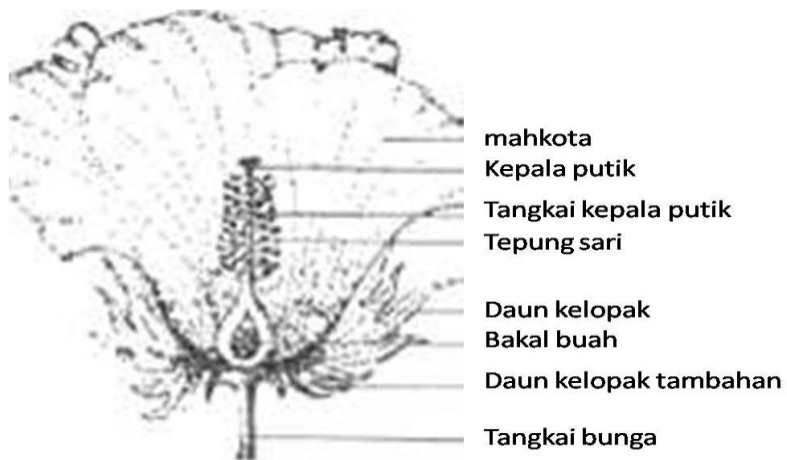 mahkota
Kepala putik
Tangkai kepala putik
Tepung sari
Daun kelopak
Bakal buah
Daun kelopak tambahan
Tangkai bunga